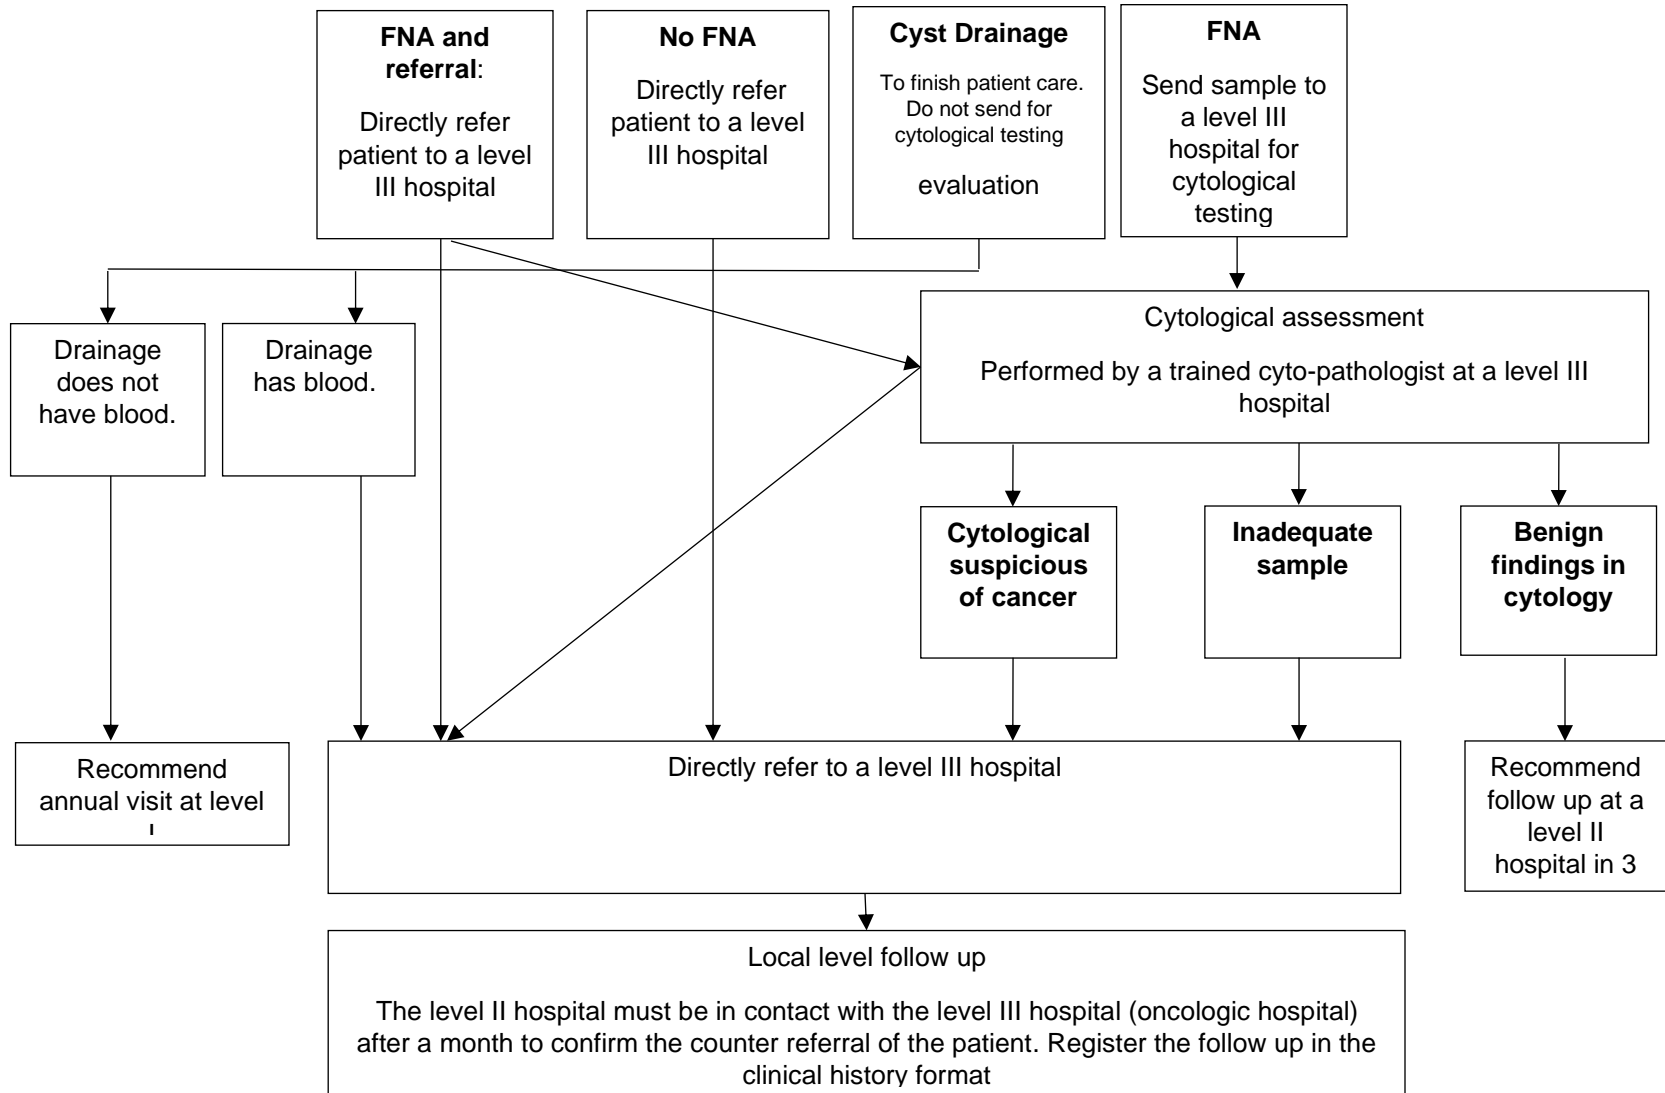 FNA and
referral:
Directly refer
patient to a level
III hospital
No FNA
Directly refer
patient to a level
III hospital
Cyst Drainage
To finish patient care.
Do not send for
cytological testing
evaluation
FNA
Send sample to
a level III
hospital for
cytological
testing
Drainage
does not
have blood.
Drainage
has blood.
Cytological assessment
Performed by a trained cyto-pathologist at a level III
hospital
Cytological
suspicious
of cancer
Inadequate
sample
Benign
findings in
cytology
Recommend
annual visit at level
Directly refer to a level III hospital
Recommend
follow up at a
level II
hospital in 3
Local level follow up
The level II hospital must be in contact with the level III hospital (oncologic hospital)
after a month to confirm the counter referral of the patient. Register the follow up in the
clinical history format